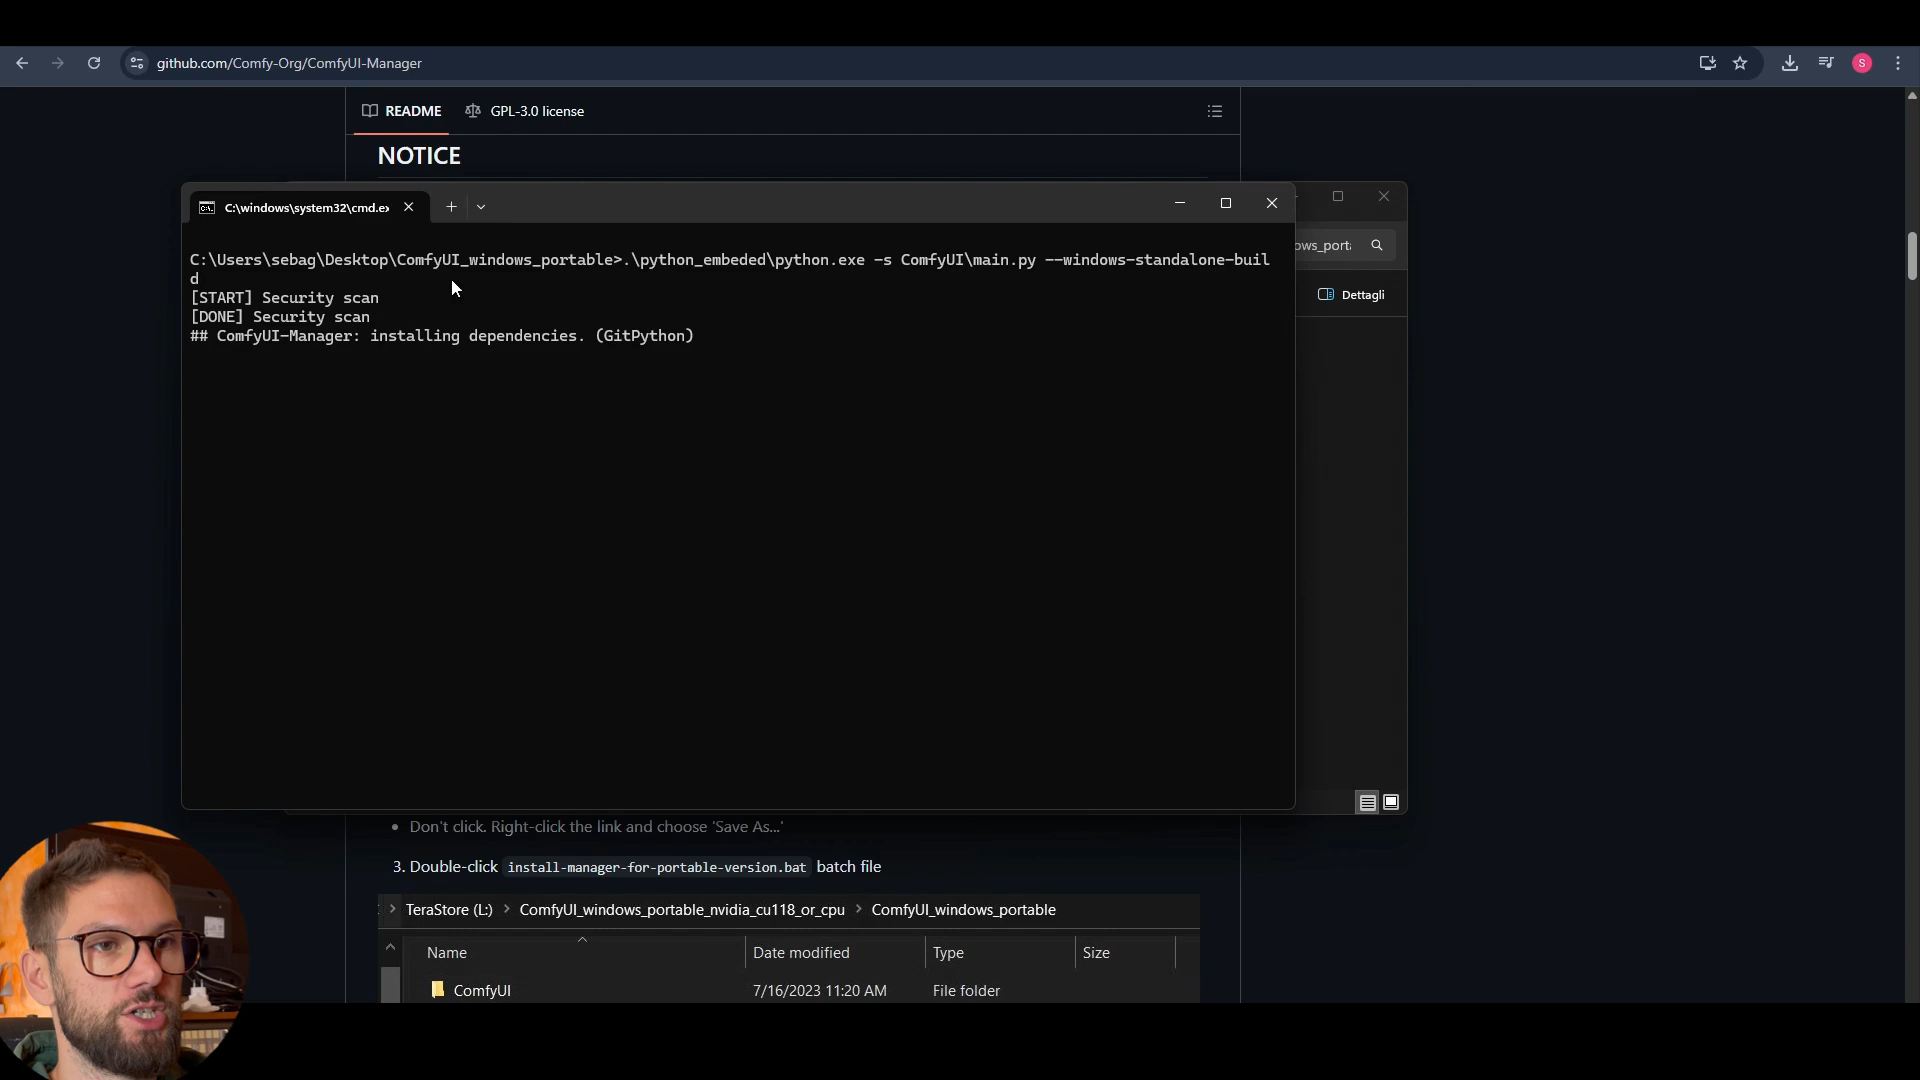 github.com/Comfy-Org/ComfyUI-Manager
S
README
GPL-3.0 license
NOTICE
C:\windows\system32\cmd.e
C:\Users\sebag\Desktop\ComfyUI_windows_portable>.\python_embeded\python.exe -s ComfyUI\main.py --windows-standalone-buil
d
[START] Security scan
[DONE] Security scan
## ComfyUI-Manager: installing dependencies. (GitPython)
ows_porta
Dettagli
Don't click. Right-click the link and choose 'Save As...'
3. Double-click install-manager-for-portable-version.bat batch file
TeraStore (L:) > ComfyUI_windows_portable_nvidia_cu118_or_cpu > ComfyUI_windows_portable
Name Date modified Type Size
ComfyUI 7/16/2023 11:20 AM File folder